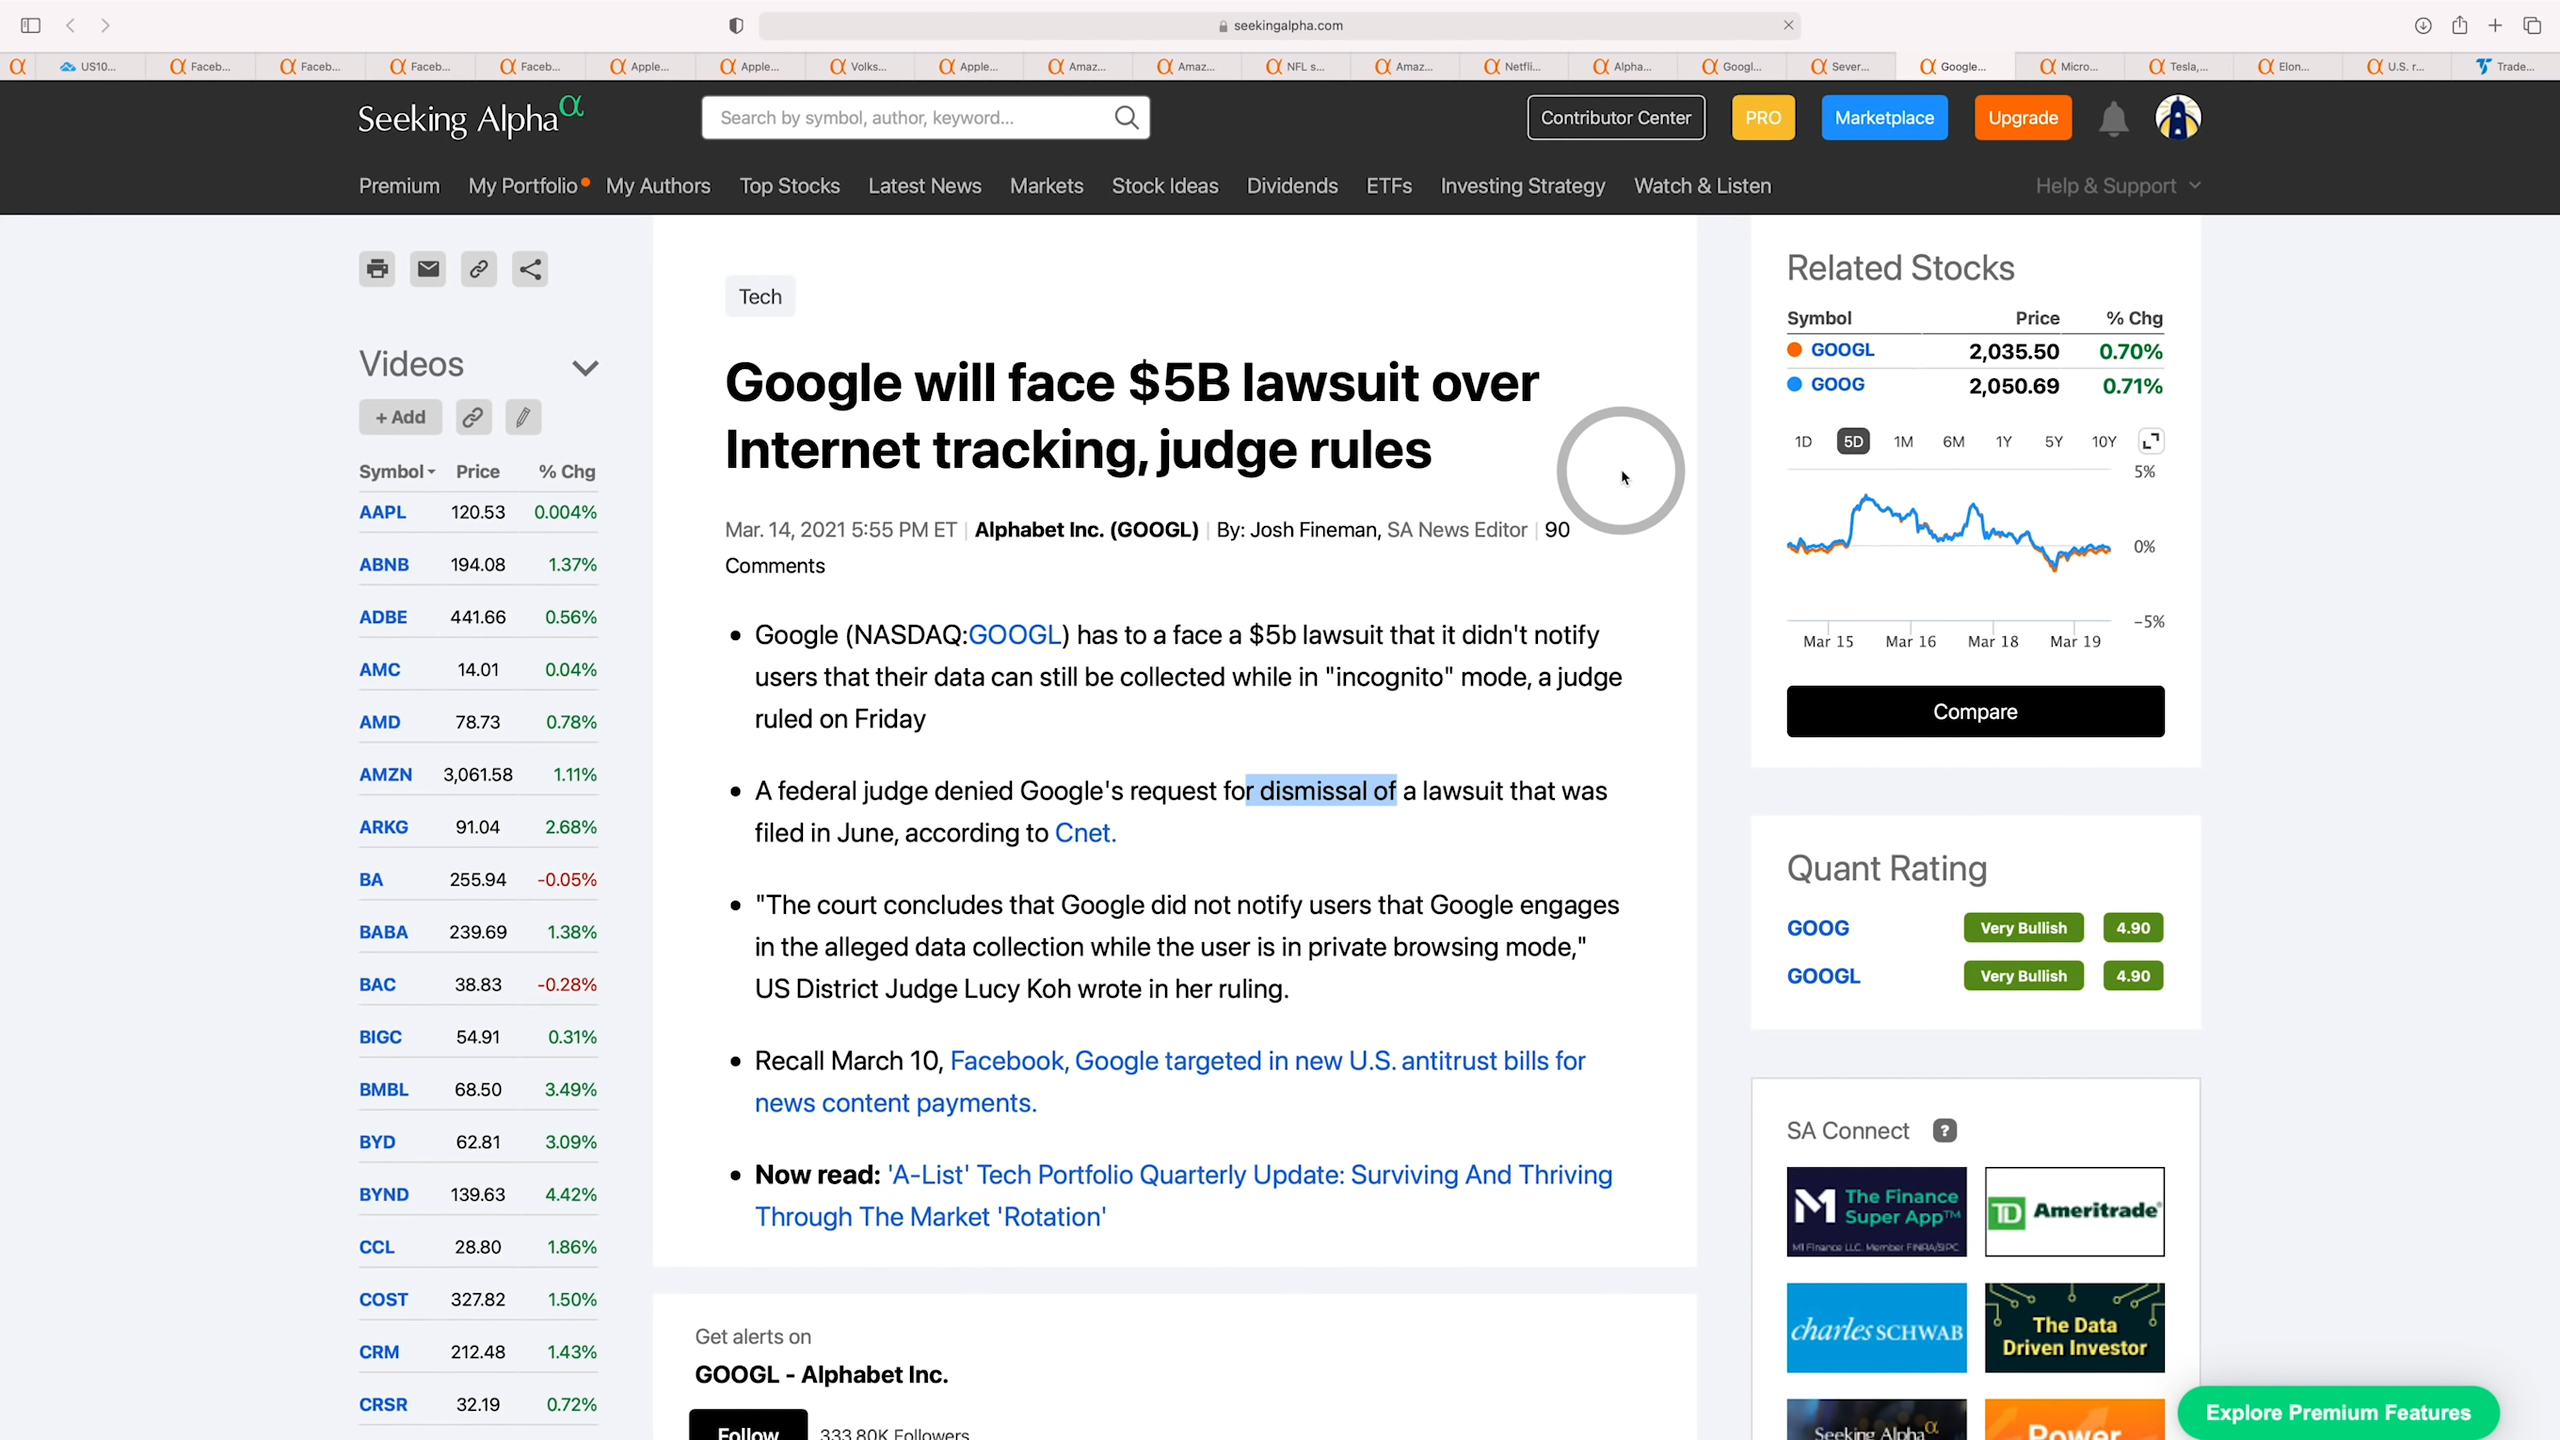 seekingalpha.com
US10...
Faceb...
Faceb...
Faceb...
Faceb...
Apple...
Apple...
Volks...
Apple...
Amaz...
Amaz...
NFL s...
Amaz...
Netfli...
Alpha...
Googl...
Sever...
Google...
Micro...
Tesla,...
Elon...
U.S. r...
Trade...
Seeking Alpha α
Search by symbol, author, keyword...
Contributor Center
PRO
Marketplace
Upgrade
Premium
My Portfolio
My Authors
Top Stocks
Latest News
Markets
Stock Ideas
Dividends
ETFs
Investing Strategy
Watch & Listen
Help & Support
Videos
+ Add
Symbol Price % Chg
AAPL 120.53 0.004%
ABNB 194.08 1.37%
ADBE 441.66 0.56%
AMC 14.01 0.04%
AMD 78.73 0.78%
AMZN 3,061.58 1.11%
ARKG 91.04 2.68%
BA 255.94 -0.05%
BABA 239.69 1.38%
BAC 38.83 -0.28%
BIGC 54.91 0.31%
BMBL 68.50 3.49%
BYD 62.81 3.09%
BYND 139.63 4.42%
CCL 28.80 1.86%
COST 327.82 1.50%
CRM 212.48 1.43%
CRSR 32.19 0.72%
Tech
Google will face $5B lawsuit over
Internet tracking, judge rules
Mar. 14, 2021 5:55 PM ET | Alphabet Inc. (GOOGL) | By: Josh Fineman, SA News Editor | 90
Comments
• Google (NASDAQ:GOOGL) has to a face a $5b lawsuit that it didn't notify
users that their data can still be collected while in "incognito" mode, a judge
ruled on Friday
• A federal judge denied Google's request for dismissal of a lawsuit that was
filed in June, according to Cnet.
• "The court concludes that Google did not notify users that Google engages
in the alleged data collection while the user is in private browsing mode,"
US District Judge Lucy Koh wrote in her ruling.
• Recall March 10, Facebook, Google targeted in new U.S. antitrust bills for
news content payments.
• Now read: 'A-List' Tech Portfolio Quarterly Update: Surviving And Thriving
Through The Market 'Rotation'
Get alerts on
GOOGL - Alphabet Inc.
Follow 333.80K Followers
Related Stocks
Symbol Price % Chg
GOOGL 2,035.50 0.70%
GOOG 2,050.69 0.71%
1D 5D 1M 6M 1Y 5Y 10Y
5%
0%
-5%
Mar 15 Mar 16 Mar 18 Mar 19
Compare
Quant Rating
GOOG Very Bullish 4.90
GOOGL Very Bullish 4.90
SA Connect ?
M1 The Finance
Super App™
M1 Finance LLC. Member FINRA/SIPC
TD Ameritrade
charles SCHWAB
The Data
Driven Investor
Seeking Alpha α
Power
Explore Premium Features